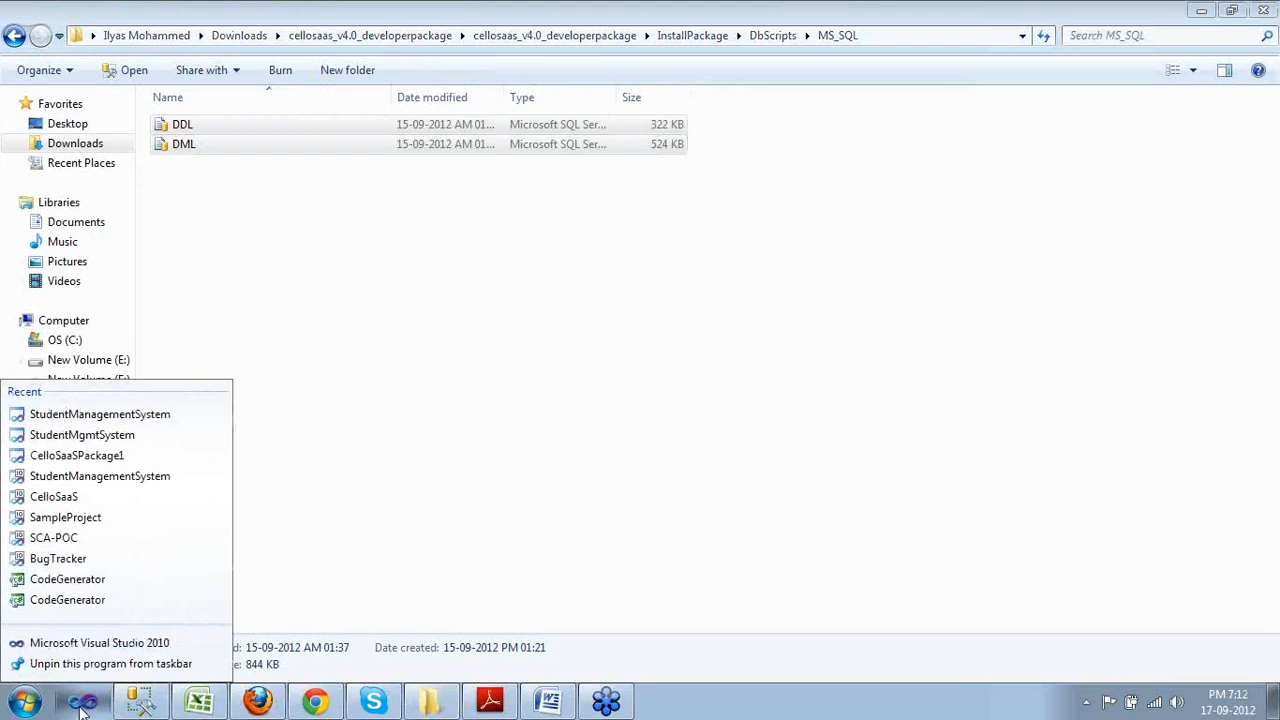 Ilyas Mohammed Downloads cellosaas_v4.0_developerpackage cellosaas_v4.0_developerpackage InstallPackage DbScripts MS_SQL Search MS_SQL
Organize Open Share with Burn New folder
Favorites
Desktop
Downloads
Recent Places
Libraries
Documents
Music
Pictures
Videos
Computer
OS (C:)
New Volume (E:)
Name Date modified Type Size
DDL 15-09-2012 AM 01... Microsoft SQL Ser... 322 KB
DML 15-09-2012 AM 01... Microsoft SQL Ser... 524 KB
Recent
StudentManagementSystem
StudentMgmtSystem
CelloSaaSPackage1
StudentManagementSystem
CelloSaaS
SampleProject
SCA-POC
BugTracker
CodeGenerator
CodeGenerator
Microsoft Visual Studio 2010
Unpin this program from taskbar
15-09-2012 AM 01:37 Date created: 15-09-2012 PM 01:21
844 KB
PM 7:12
17-09-2012